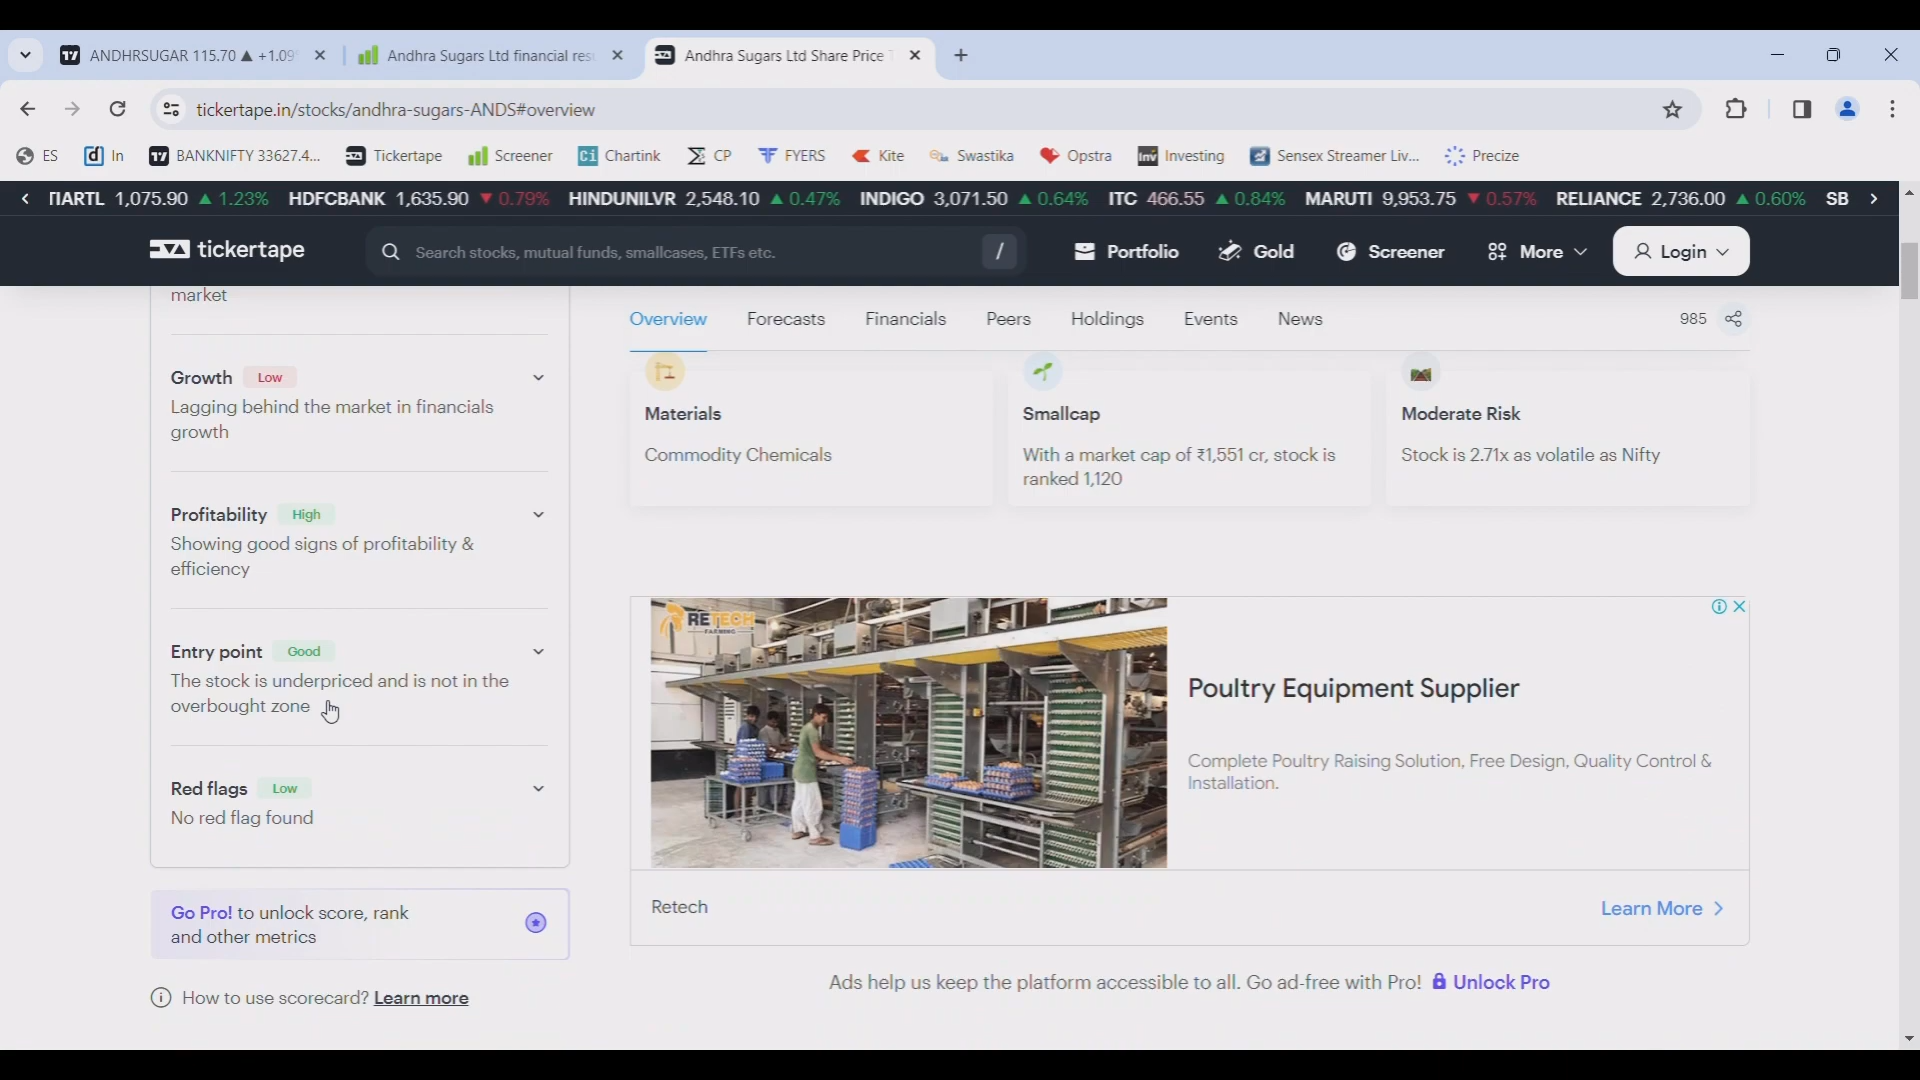 ANDHRSUGAR 115.70 ▲ +1.09
Andhra Sugars Ltd financial res
Andhra Sugars Ltd Share Price
tickertape.in/stocks/andhra-sugars-ANDS#overview
ES In BANKNIFTY 33627.4... Tickertape Screener Chartink CP FYERS Kite Swastika Opstra Investing Sensex Streamer Liv... Precize
1,075.90 ▲ 1.23% HDFCBANK 1,635.90 ▼ 0.79% HINDUNILVR 2,548.10 ▲ 0.47% INDIGO 3,071.50 ▲ 0.64% ITC 466.55 ▲ 0.84% MARUTI 9,953.75 ▼ 0.57% RELIANCE 2,736.00 ▲ 0.60% SB
tickertape
Search stocks, mutual funds, smallcases, ETFs etc. /
Portfolio Gold Screener More Login
market
Growth Low
Lagging behind the market in financials
growth
Profitability High
Showing good signs of profitability &
efficiency
Entry point Good
The stock is underpriced and is not in the
overbought zone
Red flags Low
No red flag found
Go Pro! to unlock score, rank
and other metrics
How to use scorecard? Learn more
Overview Forecasts Financials Peers Holdings Events News 985
Materials
Commodity Chemicals
Smallcap
With a market cap of ₹1,551 cr, stock is
ranked 1,120
Moderate Risk
Stock is 2.71x as volatile as Nifty
RETECH
FARMING
Poultry Equipment Supplier
Complete Poultry Raising Solution, Free Design, Quality Control &
Installation.
Retech
Learn More
Ads help us keep the platform accessible to all. Go ad-free with Pro! Unlock Pro